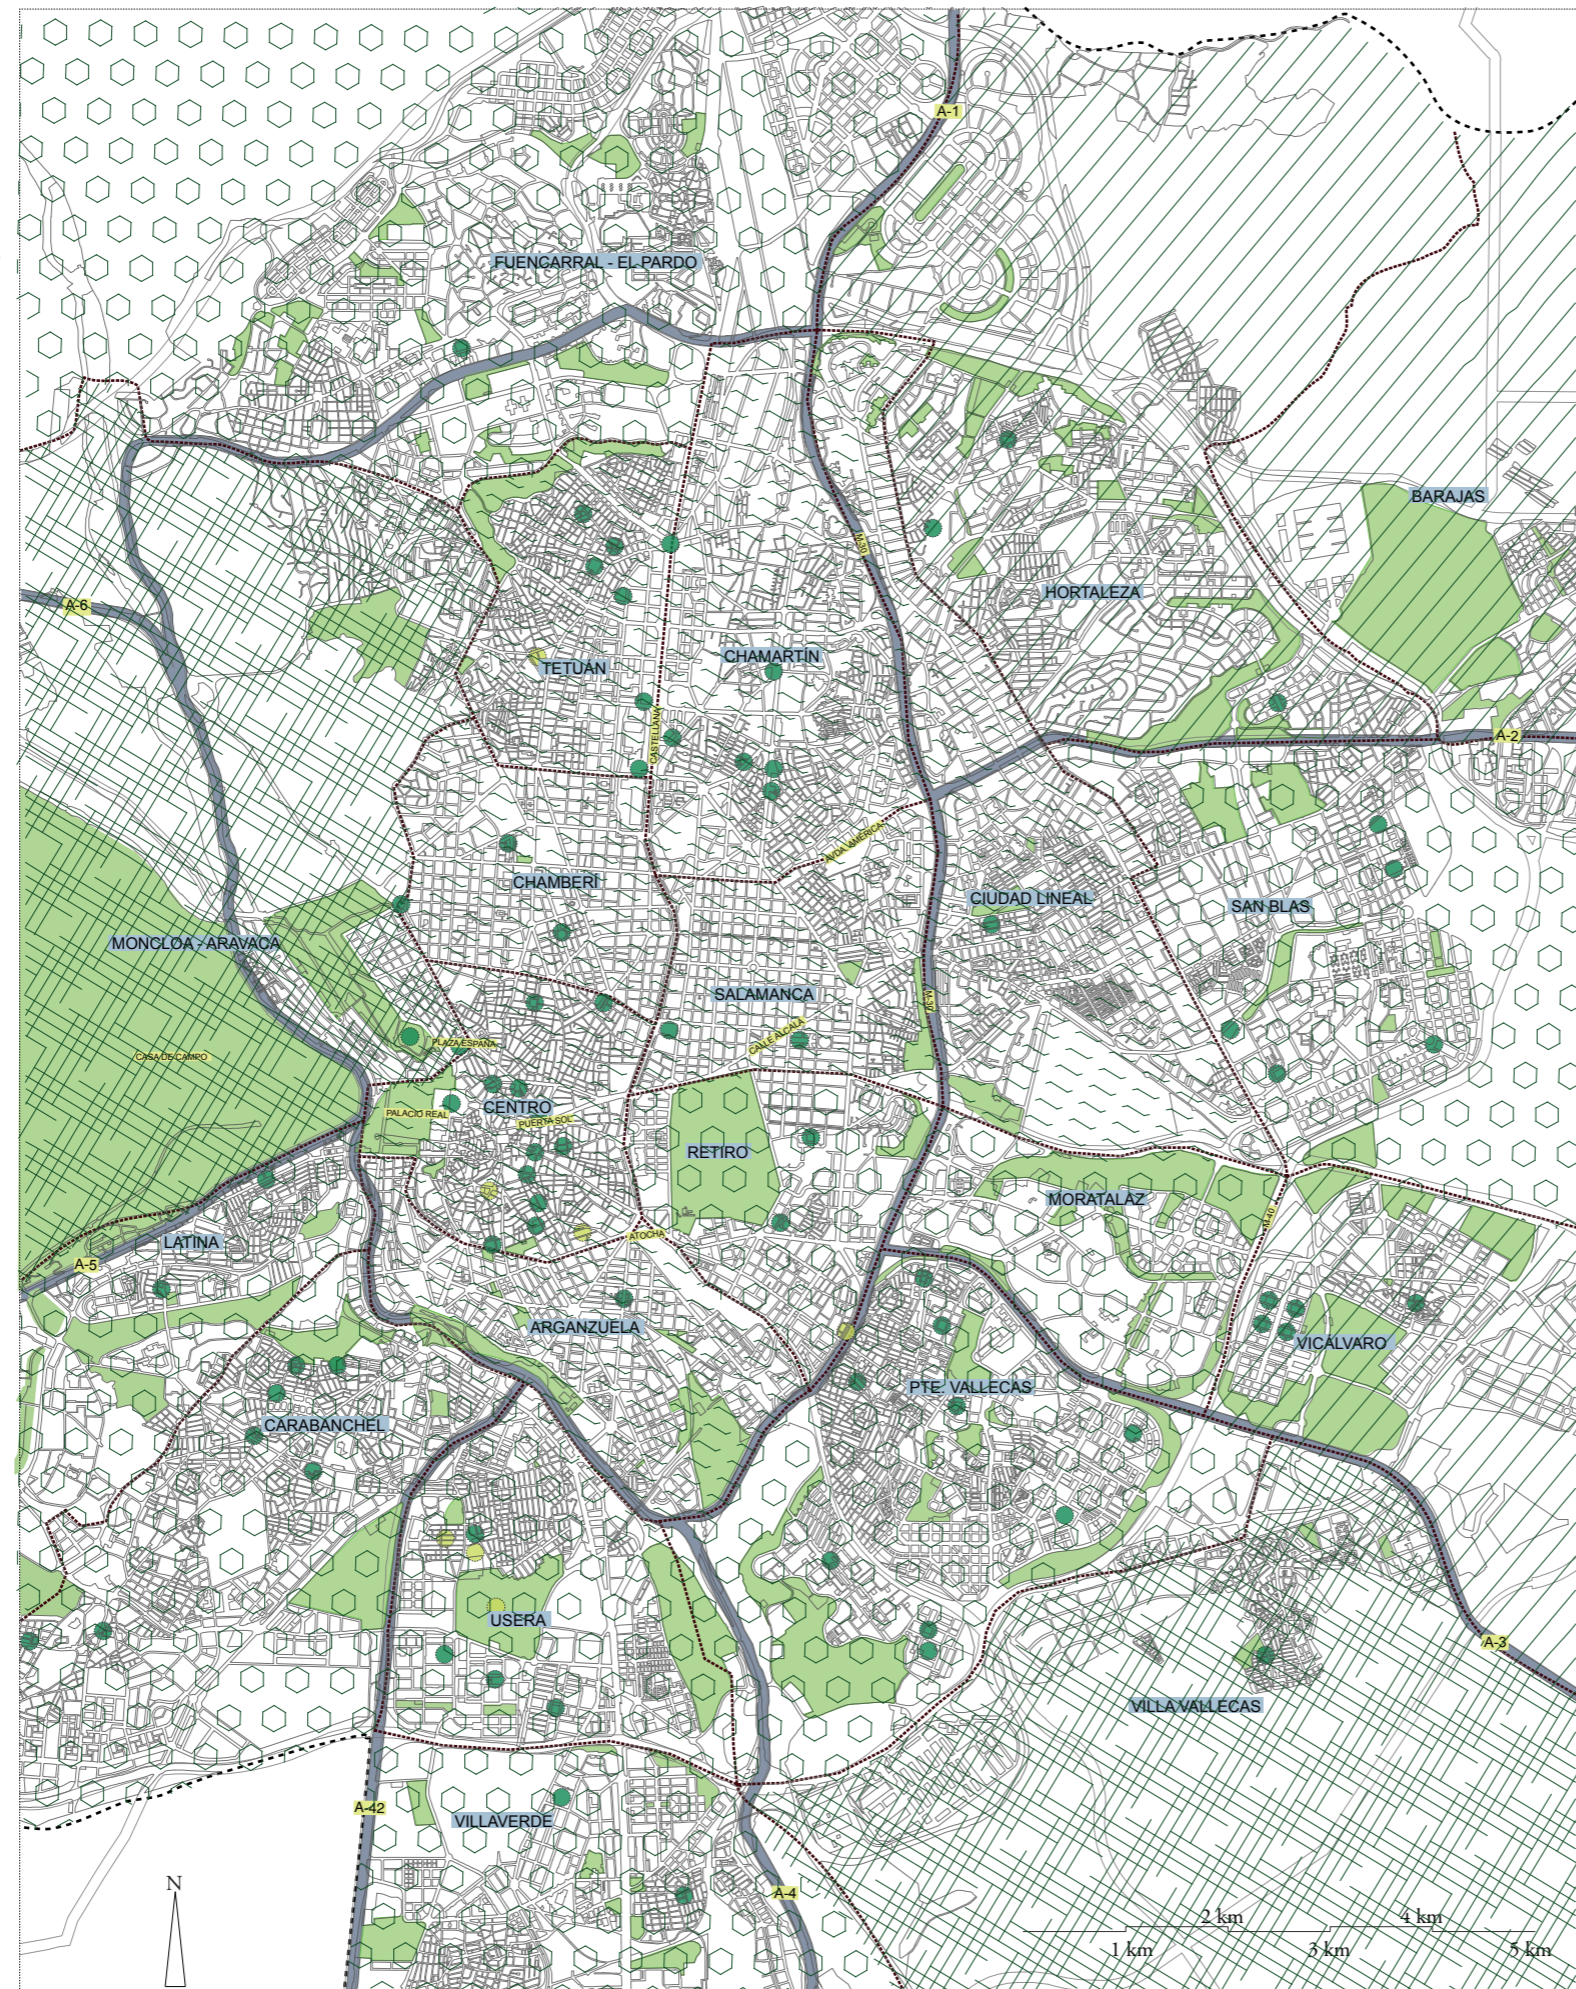 A-1
FUENCARRAL - EL PARDO
BARAJAS
M-30
HORTALEZA
A-6
CHAMARTÍN
TETUÁN
CASTELLANA
A-2
AVDA AMÉRICA
CHAMBERÍ
CIUDAD LINEAL
SAN BLAS
MONCLOA - ARAVACA
SALAMANCA
M-30
CALLE ALCALÁ
PLAZA ESPAÑA
CASA DE CAMPO
CENTRO
PALACIO REAL
PUERTA SOL
RETIRO
MORATALAZ
M-40
ATOCHA
LATINA
A-5
ARGANZUELA
VICÁLVARO
PTE. VALLECAS
CARABANCHEL
USERA
A-3
VILLA VALLECAS
A-42
VILLAVERDE
N
A-4
2 km
4 km
1 km
3 km
5 km